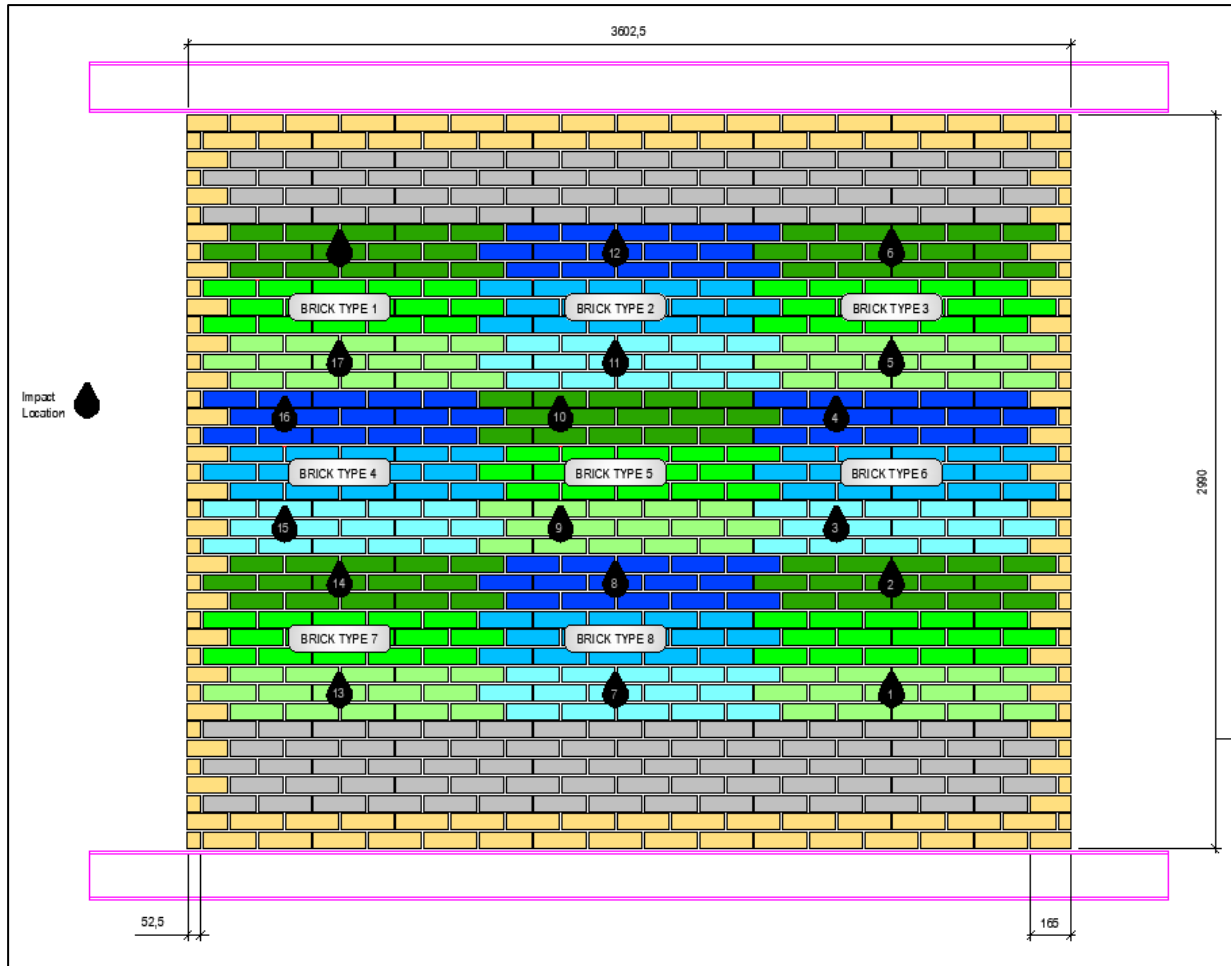 3602,5
12
6
BRICK TYPE 1
BRICK TYPE 2
BRICK TYPE 3
17
11
5
Impact
Location
16
10
4
BRICK TYPE 4
BRICK TYPE 5
BRICK TYPE 6
2990
15
9
3
14
8
2
BRICK TYPE 7
BRICK TYPE 8
13
7
1
52,5
165